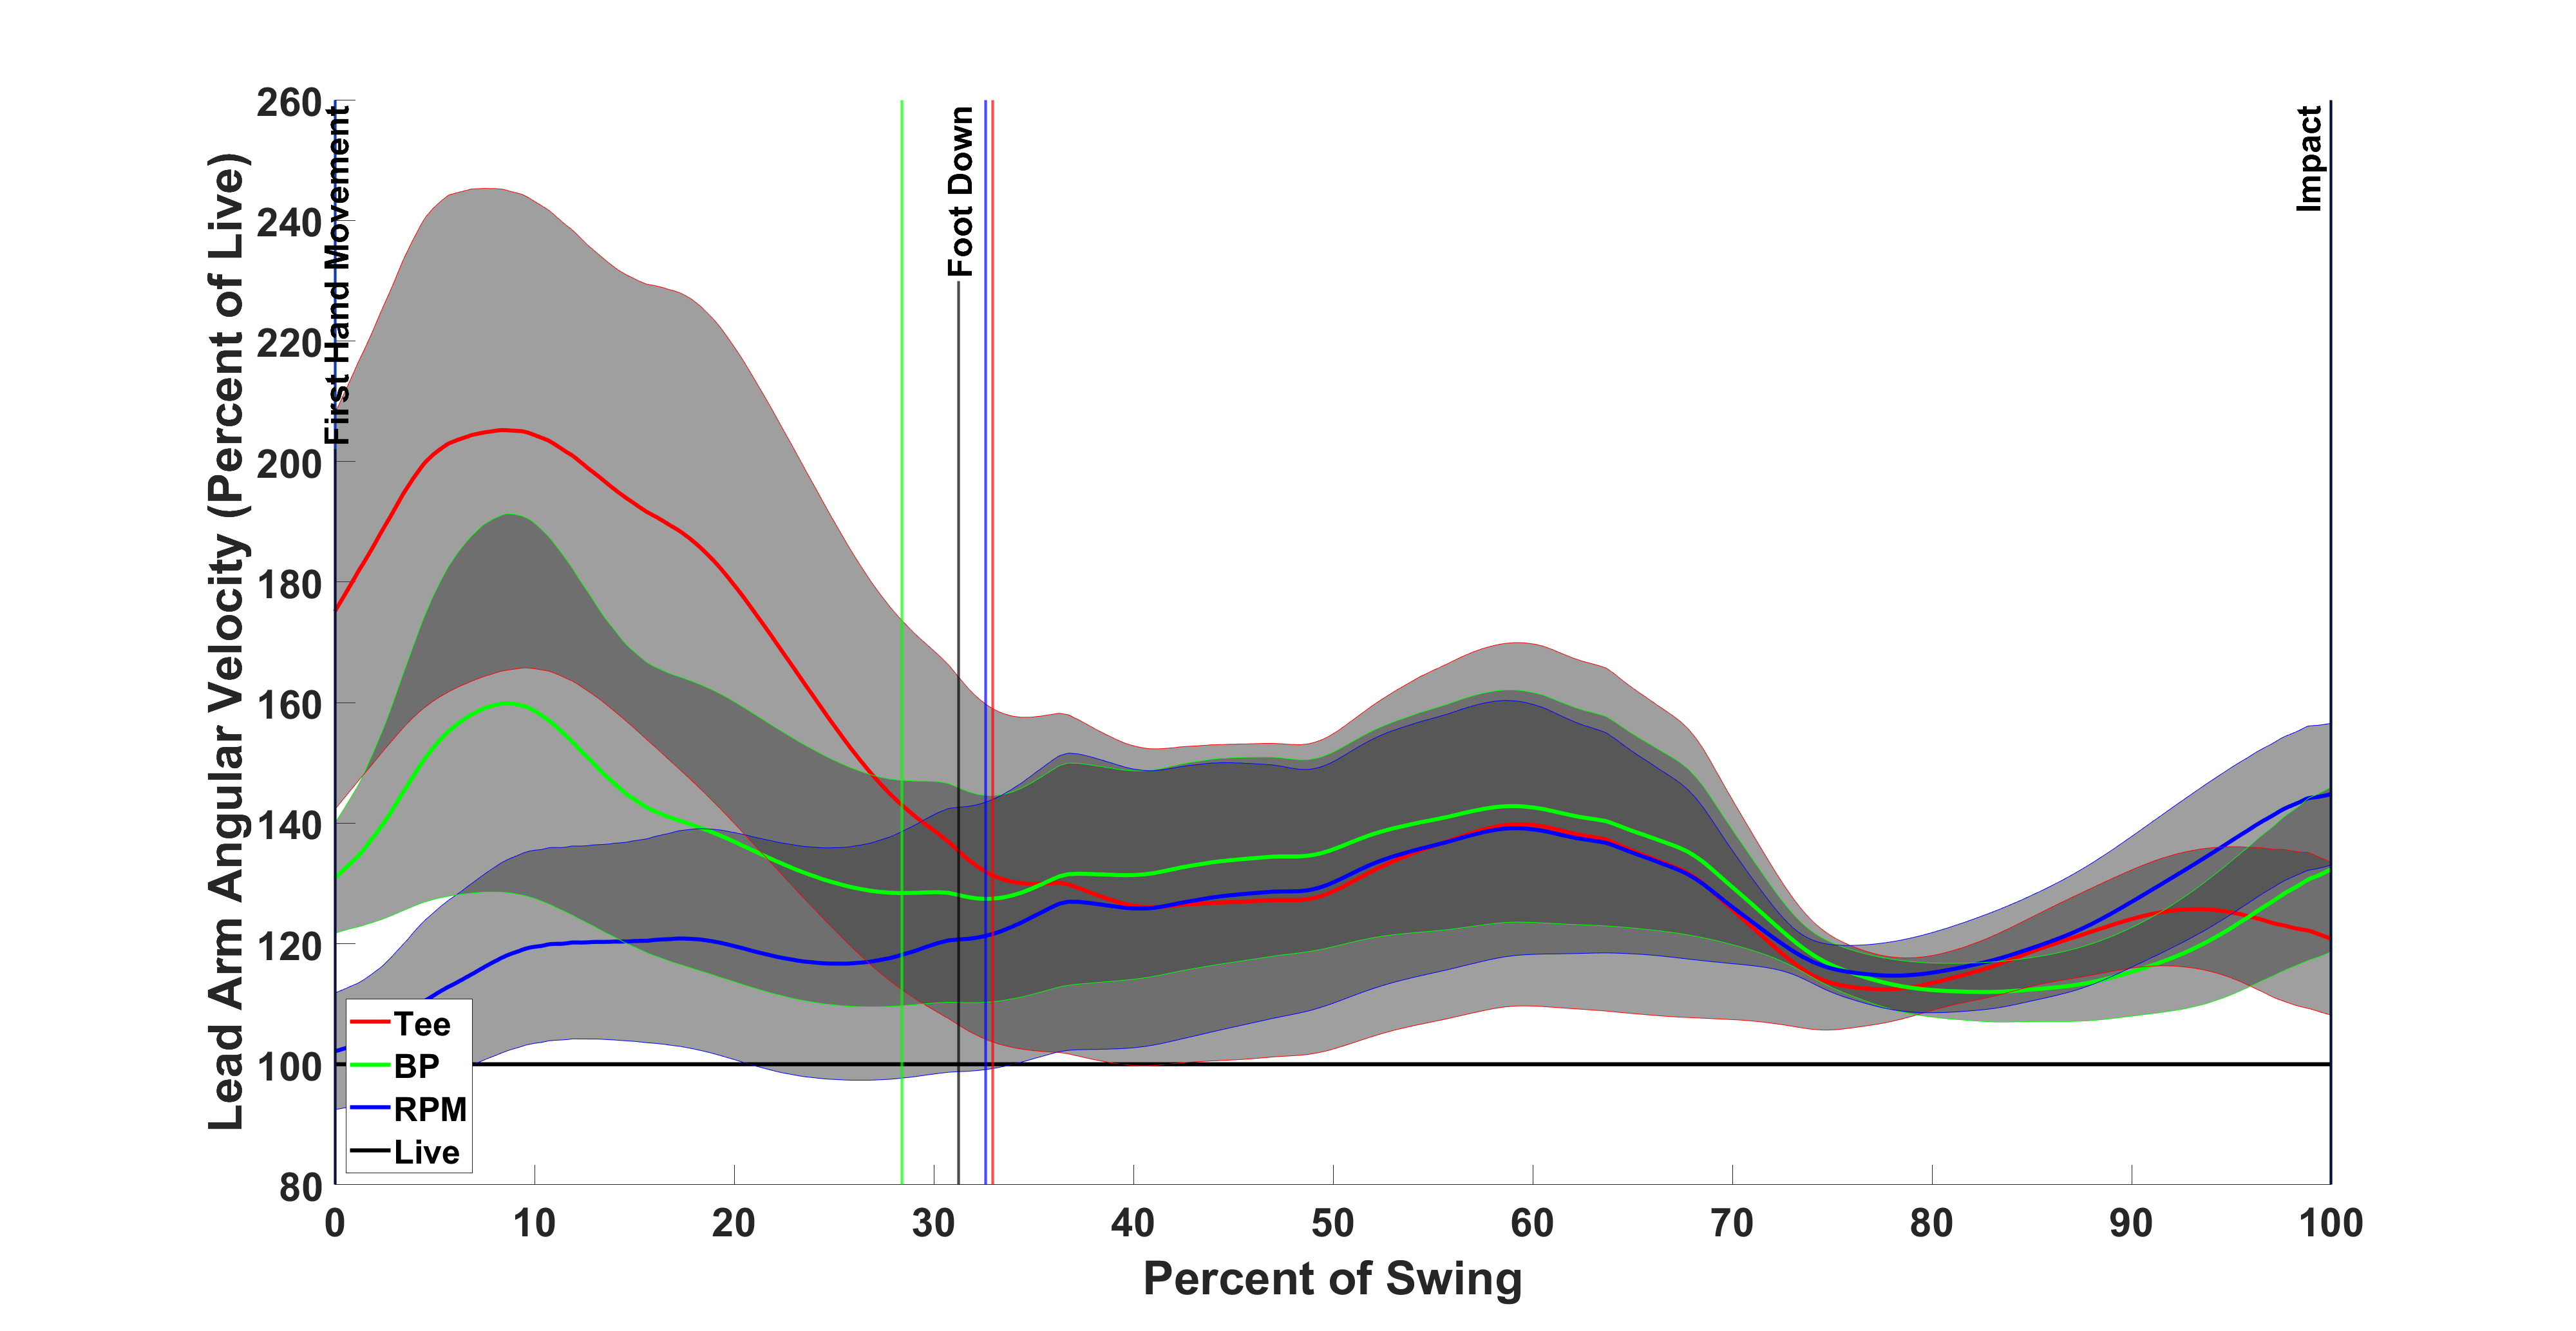 Lead Arm Angular Velocity (Percent of Live)
260
240
220
200
180
160
140
120
100
80
First Hand Movement
Foot Down
Impact
Tee
BP
RPM
Live
0 10 20 30 40 50 60 70 80 90 100
Percent of Swing